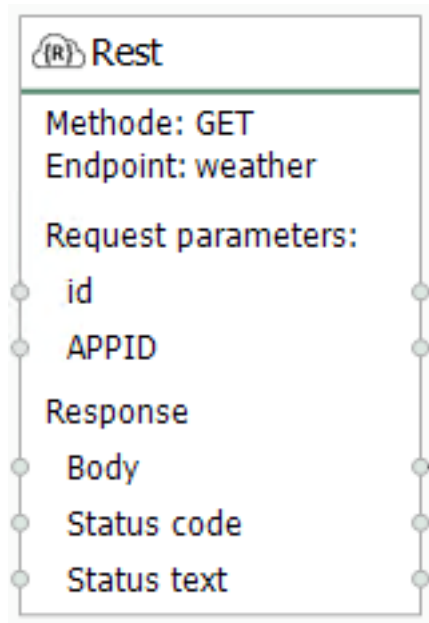 {R} Rest
Methode: GET
Endpoint: weather
Request parameters:
id
APPID
Response
Body
Status code
Status text